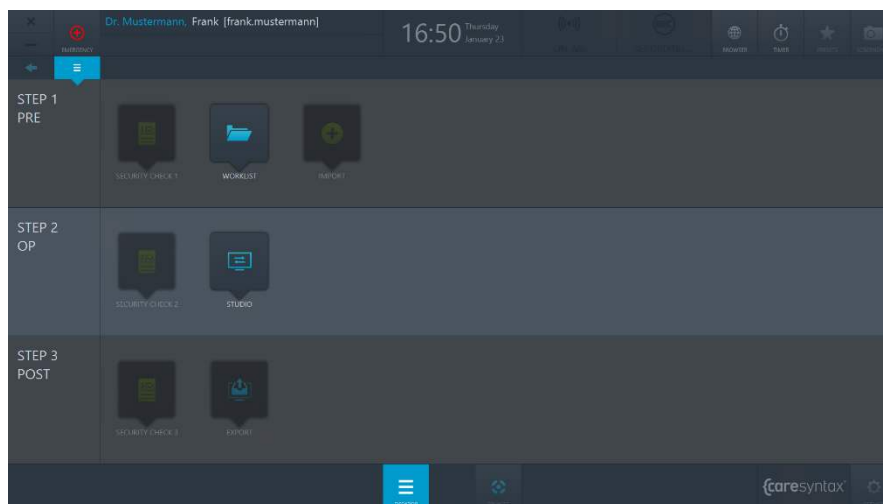 Dr. Mustermann, Frank [frank.mustermann]
16:50 Thursday
January 23
EMERGENCY
BROWSER
TIMER
STEP 1
PRE
SECURITY CHECK 1
WORKLIST
IMPORT
STEP 2
OP
SECURITY CHECK 2
STUDIO
STEP 3
POST
SECURITY CHECK 3
EXPORT
{caresyntax